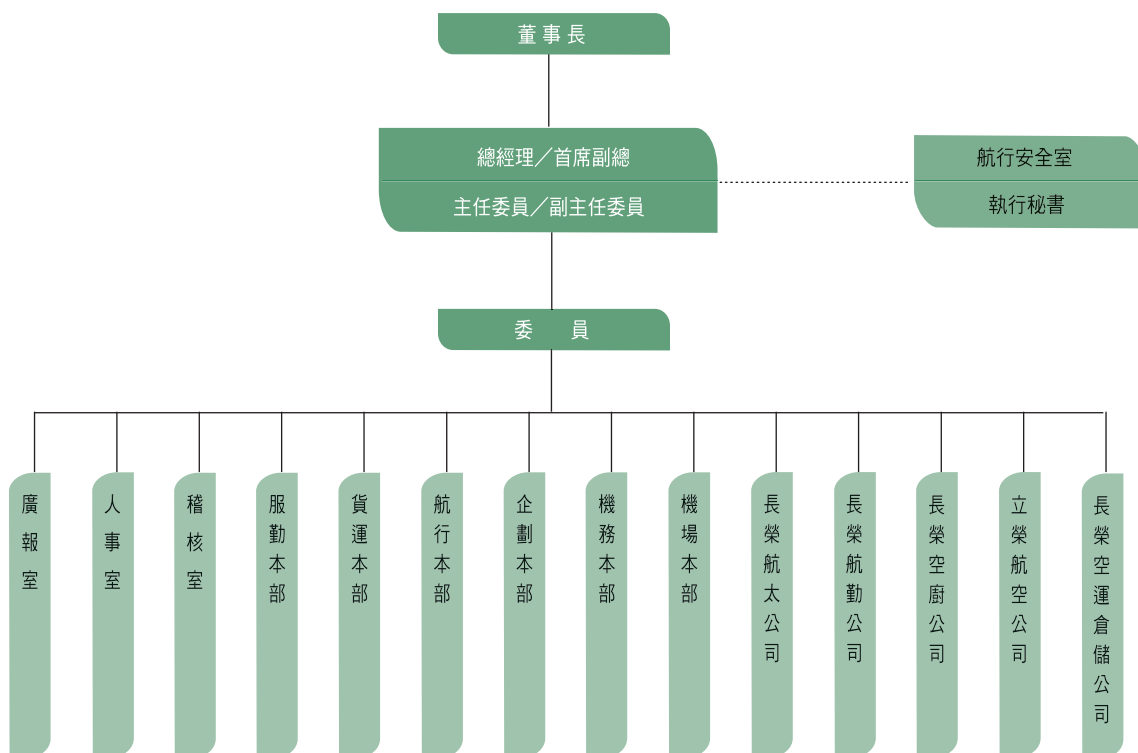 董事長
總經理／首席副總
主任委員／副主任委員
航行安全室
執行秘書
委　員
廣報室
人事室
稽核室
服勤本部
貨運本部
航行本部
企劃本部
機務本部
機場本部
長榮航太公司
長榮航勤公司
長榮空廚公司
立榮航空公司
長榮空運倉儲公司